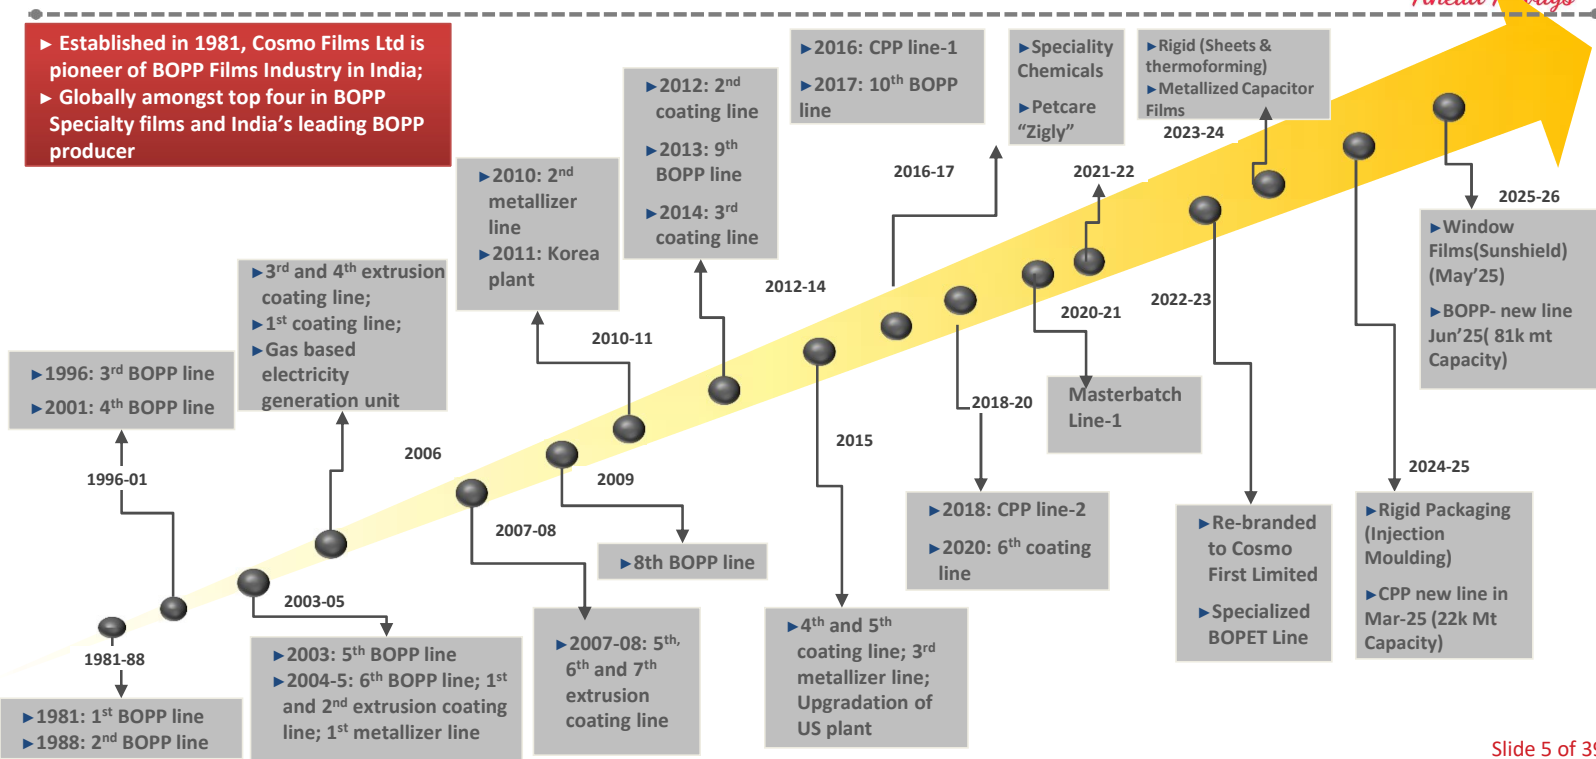 Ahead Always
► Established in 1981, Cosmo Films Ltd is
pioneer of BOPP Films Industry in India;
► Globally amongst top four in BOPP
Specialty films and India’s leading BOPP
producer
►1996: 3rd BOPP line
►2001: 4th BOPP line
1996-01
1981-88
►1981: 1st BOPP line
►1988: 2nd BOPP line
►3rd and 4th extrusion
coating line;
►1st coating line;
►Gas based
electricity
generation unit
2003-05
►2003: 5th BOPP line
►2004-5: 6th BOPP line; 1st
and 2nd extrusion coating
line; 1st metallizer line
2006
►2010: 2nd
metallizer
line
►2011: Korea
plant
2010-11
2007-08
►2007-08: 5th,
6th and 7th
extrusion
coating line
2009
►8th BOPP line
►2012: 2nd
coating line
►2013: 9th
BOPP line
►2014: 3rd
coating line
2012-14
2015
►4th and 5th
coating line; 3rd
metallizer line;
Upgradation of
US plant
►2016: CPP line-1
►2017: 10th BOPP
line
2016-17
2018-20
►2018: CPP line-2
►2020: 6th coating
line
►Speciality
Chemicals
►Petcare
“Zigly”
2021-22
2020-21
Masterbatch
Line-1
►Rigid (Sheets &
thermoforming)
►Metallized Capacitor
Films
2023-24
2022-23
►Re-branded
to Cosmo
First Limited
►Specialized
BOPET Line
2024-25
►Rigid Packaging
(Injection
Moulding)
►CPP new line in
Mar-25 (22k Mt
Capacity)
2025-26
►Window
Films(Sunshield)
(May’25)
►BOPP- new line
Jun’25( 81k mt
Capacity)
Slide 5 of 39